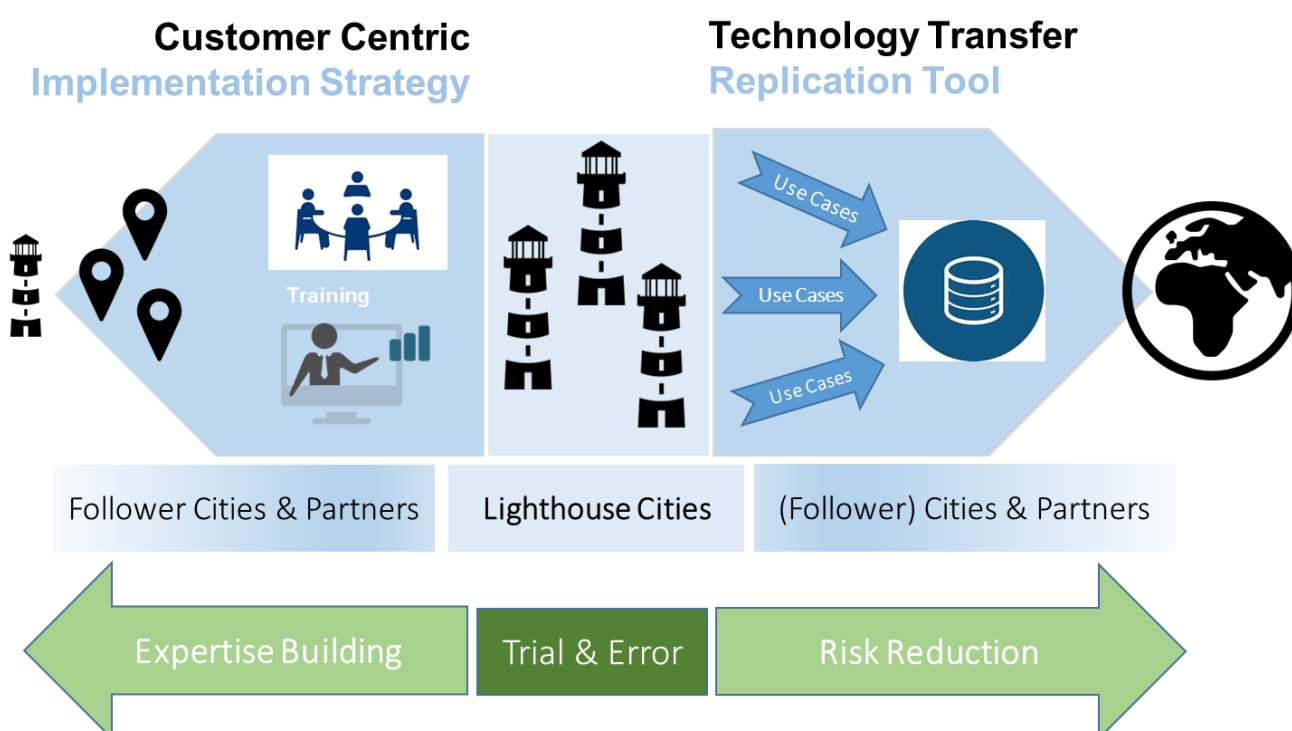 Customer Centric
Implementation Strategy
Technology Transfer
Replication Tool
Training
Use Cases
Use Cases
Use Cases
Follower Cities & Partners
Lighthouse Cities
(Follower) Cities & Partners
Expertise Building
Trial & Error
Risk Reduction